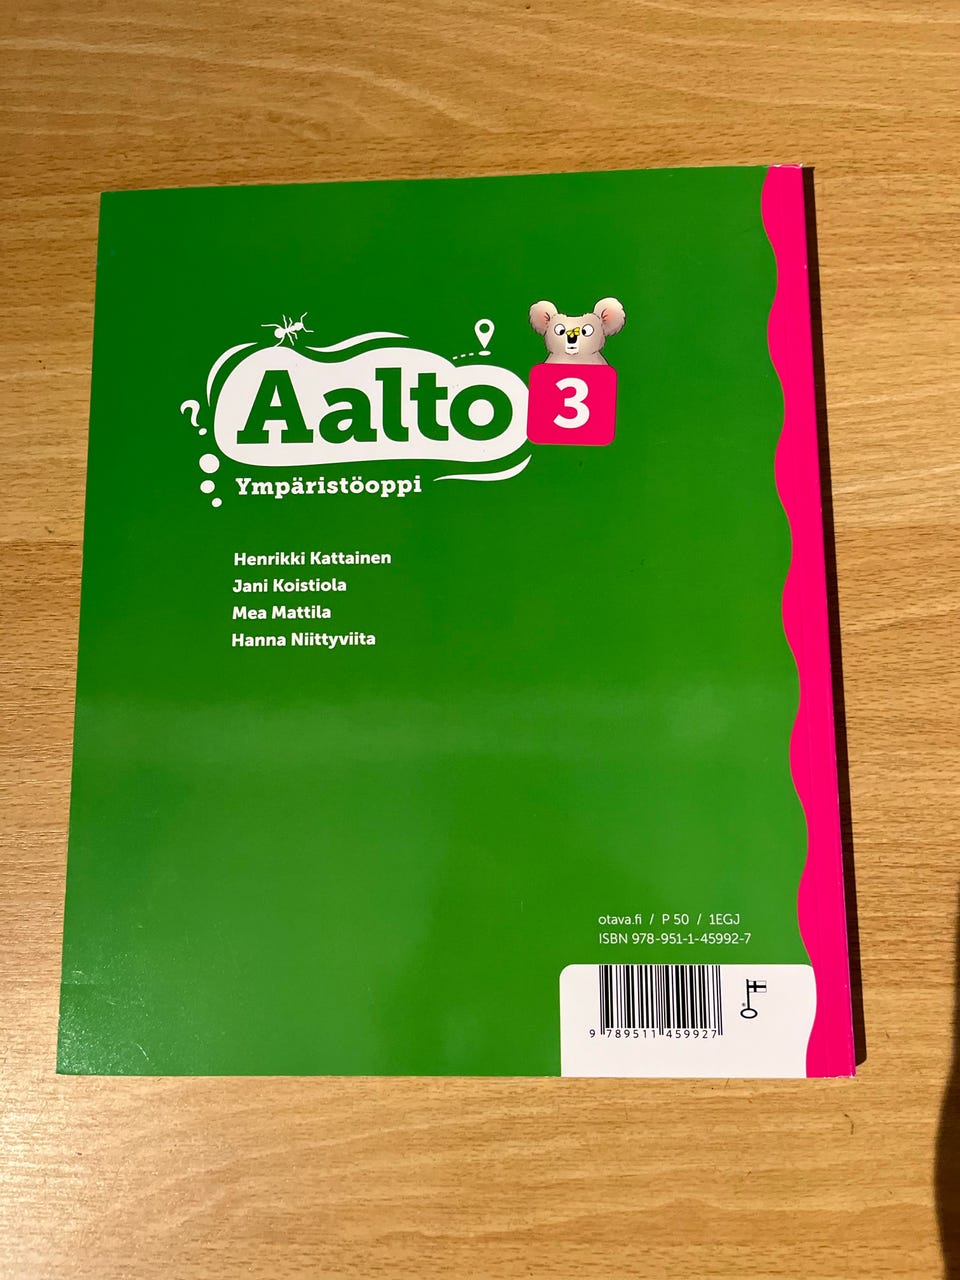 Aalto 3
Ympäristöoppi
Henrikki Kattainen
Jani Koistiola
Mea Mattila
Hanna Niittyviita
otava.fi / P 50 / 1EGJ
ISBN 978-951-1-45992-7
9 789511 459927